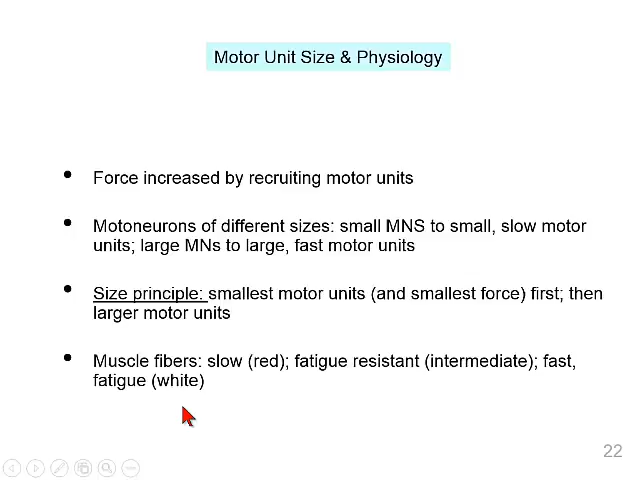 Motor Unit Size & Physiology
• Force increased by recruiting motor units
• Motoneurons of different sizes: small MNS to small, slow motor
units; large MNs to large, fast motor units
• Size principle: smallest motor units (and smallest force) first; then
larger motor units
• Muscle fibers: slow (red); fatigue resistant (intermediate); fast,
fatigue (white)
22